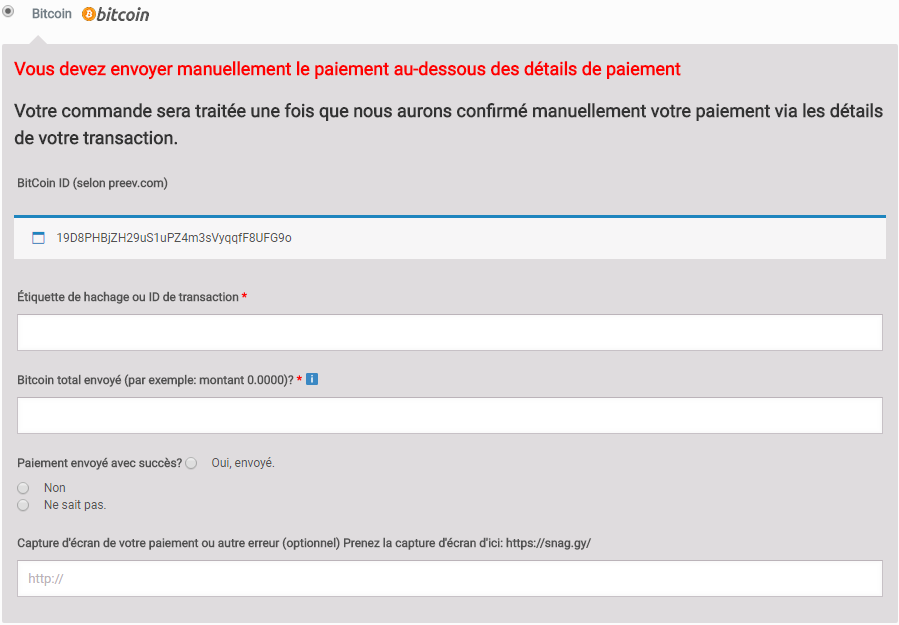 Bitcoin bitcoin
Vous devez envoyer manuellement le paiement au-dessous des détails de paiement
Votre commande sera traitée une fois que nous aurons confirmé manuellement votre paiement via les détails
de votre transaction.
BitCoin ID (selon preev.com)
19D8PHBjZH29uS1uPZ4m3sVyqqfF8UFG9o
Étiquette de hachage ou ID de transaction *
Bitcoin total envoyé (par exemple: montant 0.0000)? * i
Paiement envoyé avec succès? Oui, envoyé.
Non
Ne sait pas.
Capture d'écran de votre paiement ou autre erreur (optionnel) Prenez la capture d'écran d'ici: https://snag.gy/
http://